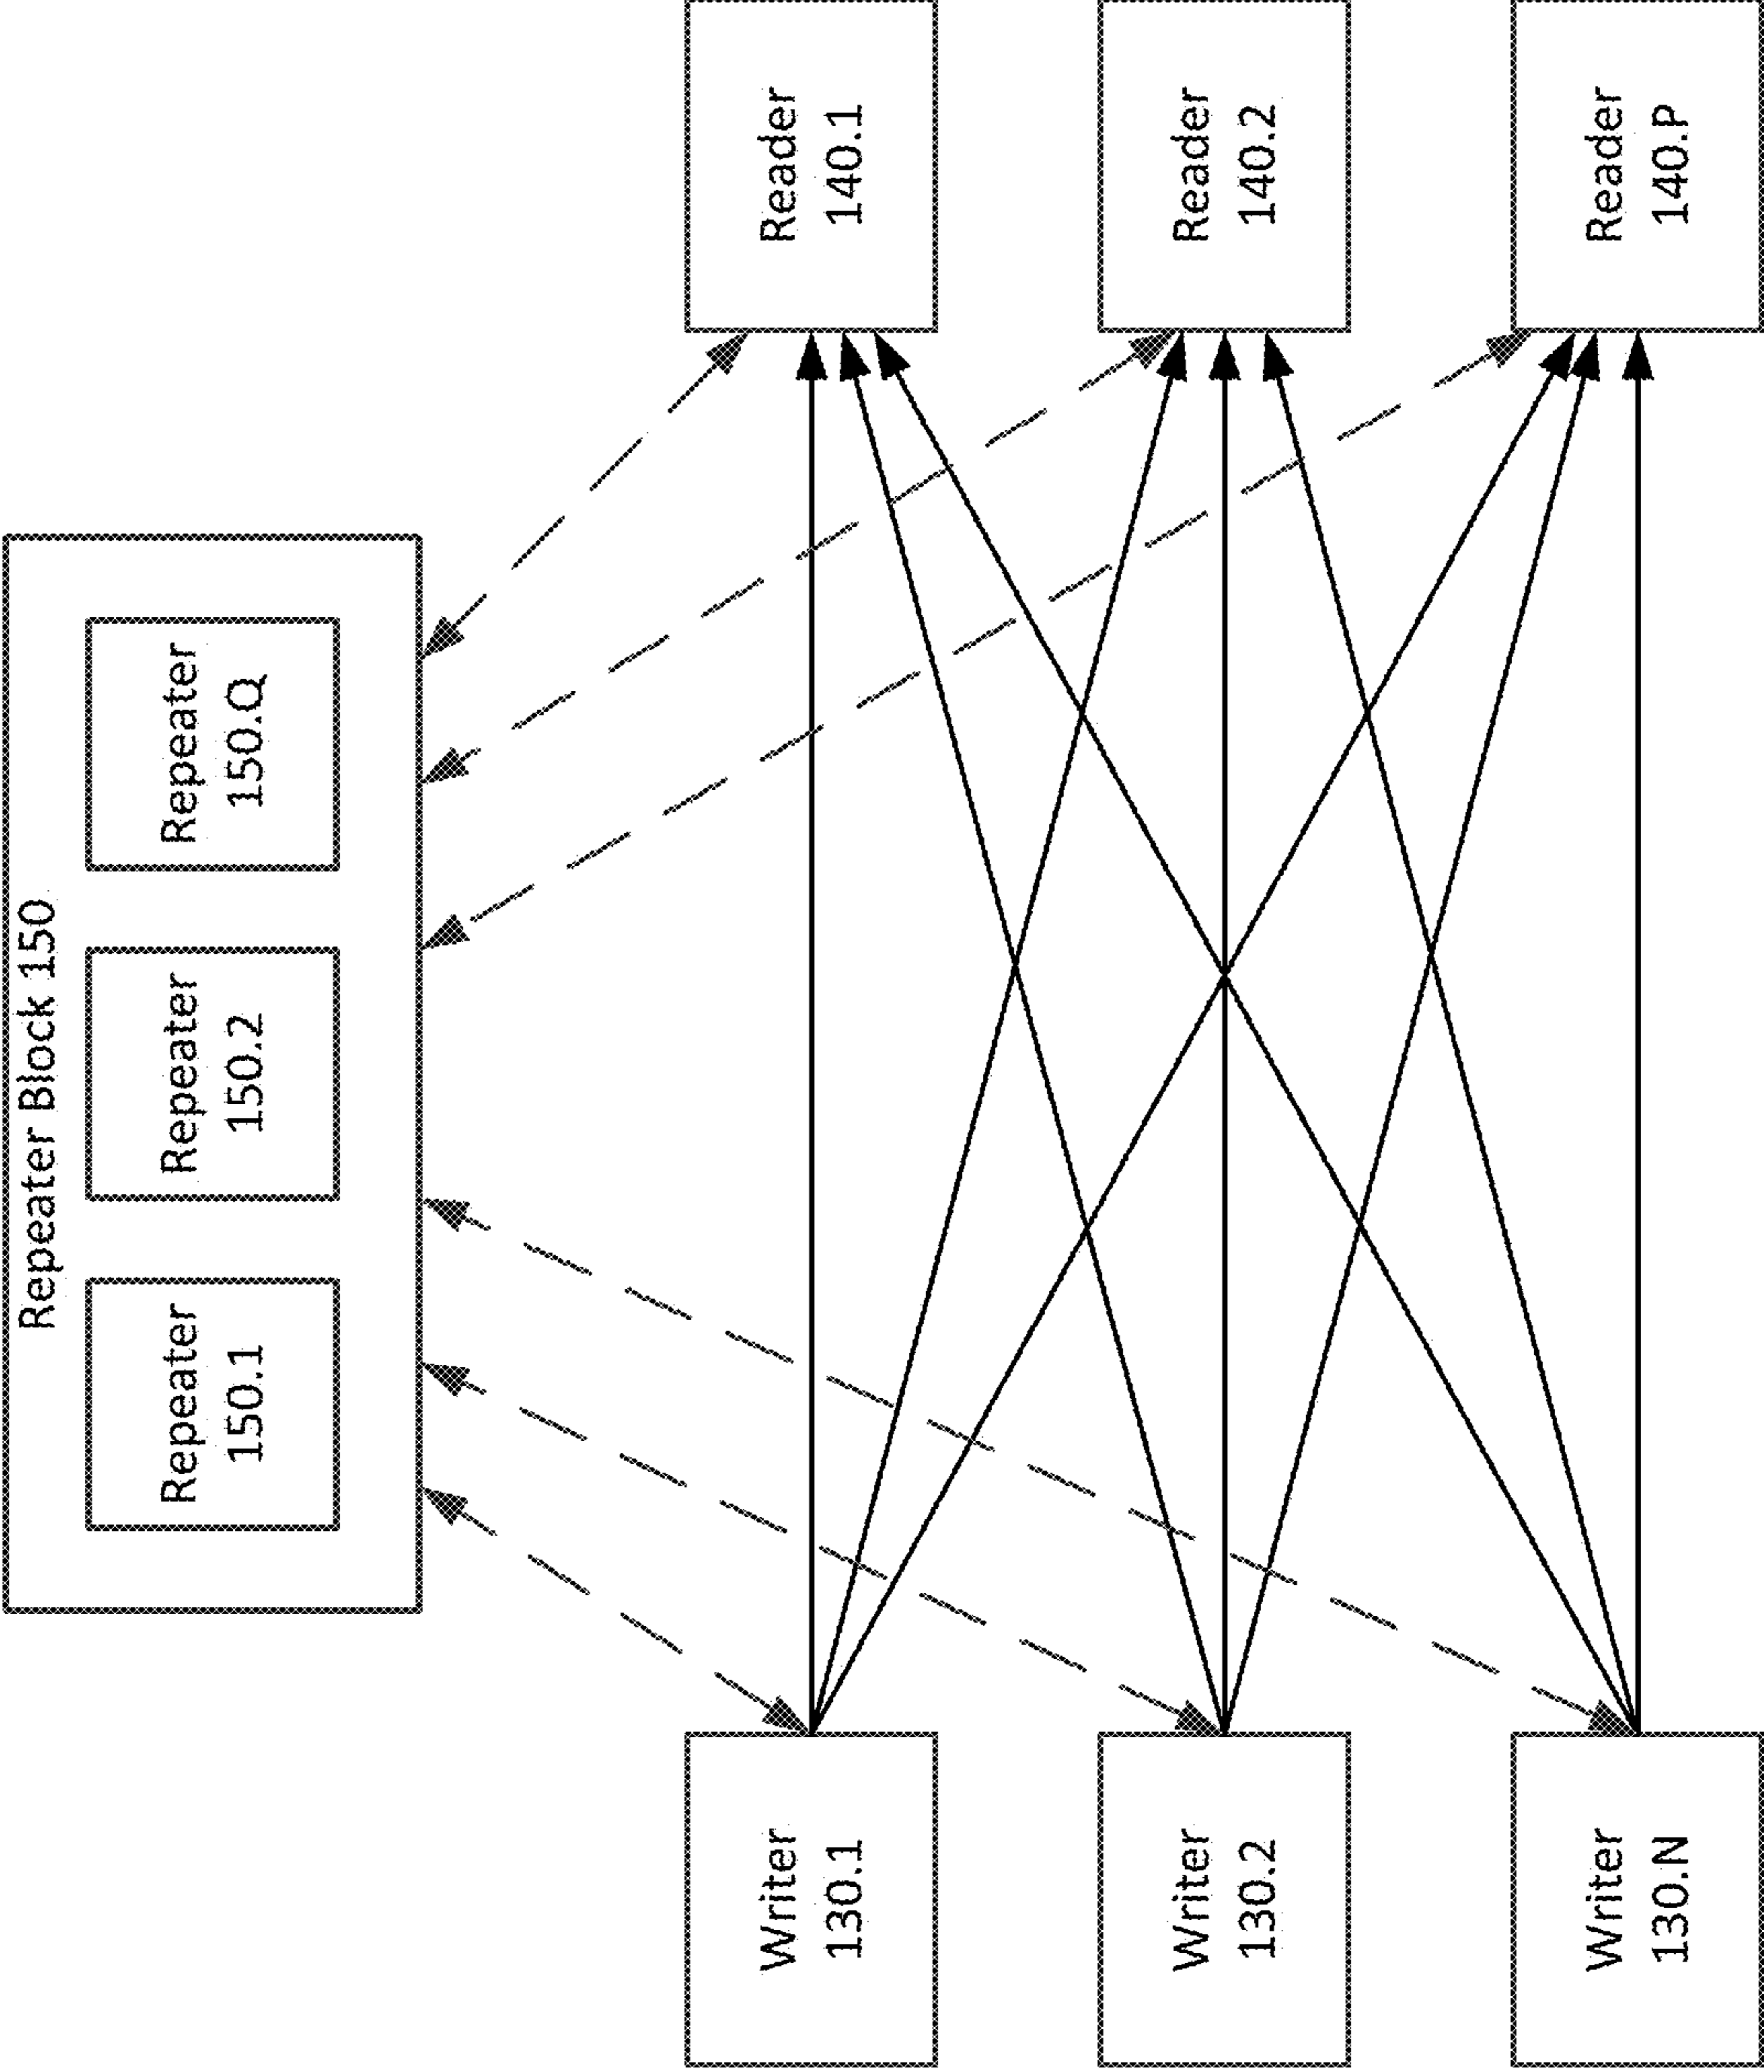 Repeater Block 150
Repeater
150.1
Repeater
150.2
Repeater
150.Q
Writer
130.1
Reader
140.1
Writer
130.2
Reader
140.2
Writer
130.N
Reader
140.P